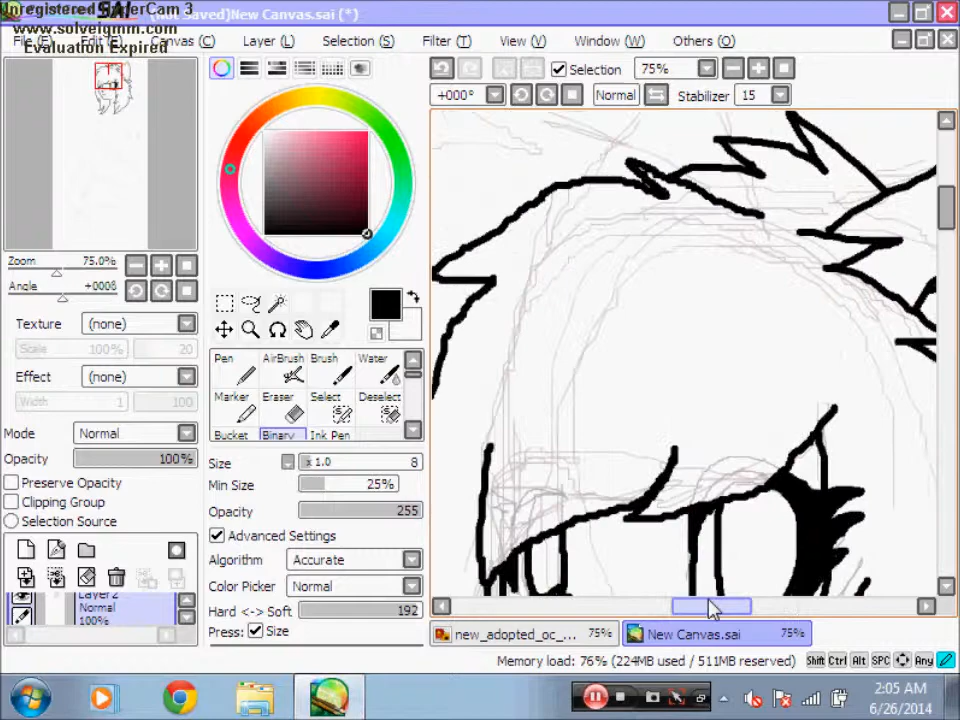 Unregistered HyperCam 3
www.solveigmm.com
Evaluation Expired
SAI
(Not Saved)New Canvas.sai (*)
File (F)
Edit (E)
Canvas (C)
Layer (L)
Selection (S)
Filter (T)
View (V)
Window (W)
Others (O)
Selection
75%
+000°
Normal
Stabilizer
15
Zoom
75.0%
Angle
+000δ
Texture
(none)
Scale
100%
20
Effect
(none)
Width
1
100
Mode
Normal
Opacity
100%
Preserve Opacity
Clipping Group
Selection Source
Layer2
Normal
100%
Pen
AirBrush
Brush
Water
Marker
Eraser
Select
Deselect
Bucket
Binary
Ink Pen
Size
x 1.0
8
Min Size
25%
Opacity
255
Advanced Settings
Algorithm
Accurate
Color Picker
Normal
Hard <-> Soft
192
Press:
Size
new_adopted_oc_...
75%
New Canvas.sai
75%
Memory load: 76% (224MB used / 511MB reserved)
Shift Ctrl Alt SPC Any
2:05 AM
6/26/2014